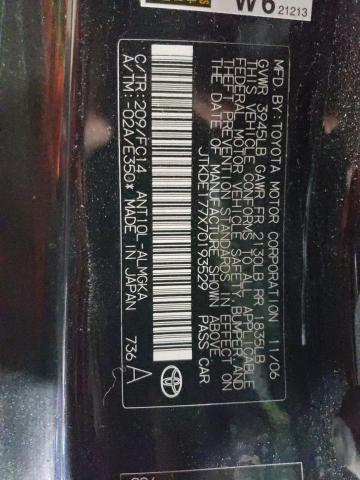 W6 21213
MFD. BY: TOYOTA MOTOR CORPORATION 11/06
GVWR 3945LB GAWR FR 2130LB RR 1835LB
THIS VEHICLE CONFORMS TO ALL APPLICABLE
FEDERAL MOTOR VEHICLE SAFETY, BUMPER AND
THEFT PREVENTION STANDARDS IN EFFECT ON
THE DATE OF MANUFACTURE SHOWN ABOVE.
JTKDE177X70193529 PASS CAR
C/TR: 209/FC14 ANT110L-ALMGKA
A/TM: -02A/E350* MADE IN JAPAN 736 A